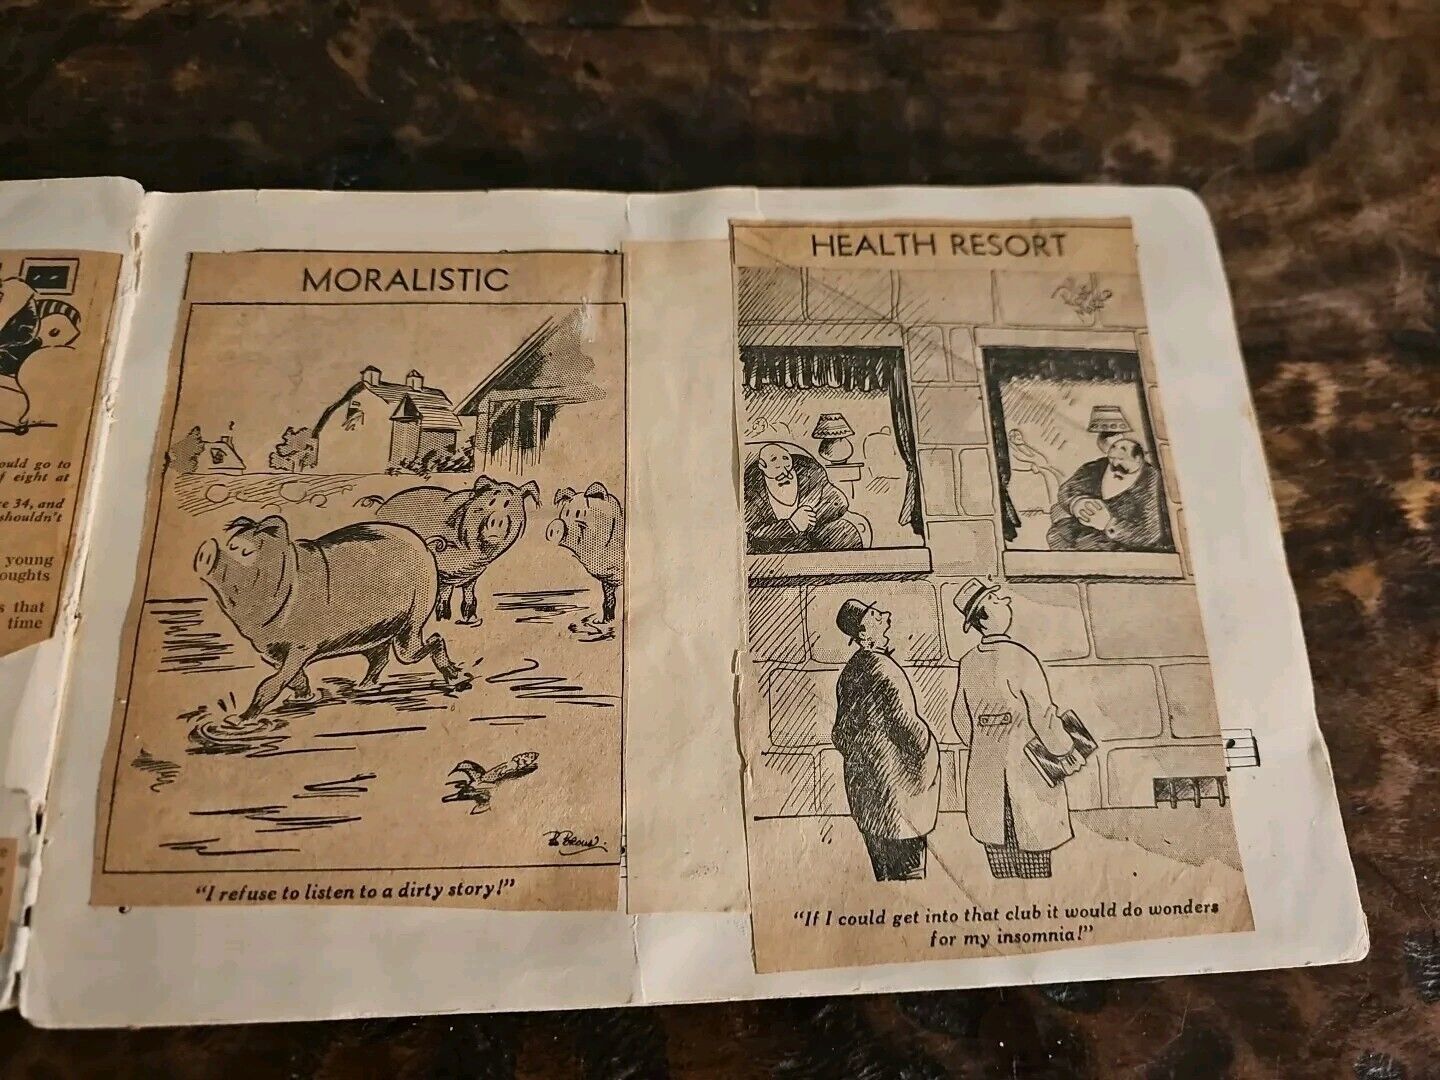 ould go to
f eight at
e 34, and
shouldn't
young
oughts
s that
time
MORALISTIC
"I refuse to listen to a dirty story!"
HEALTH RESORT
"If I could get into that club it would do wonders
for my insomnia!"